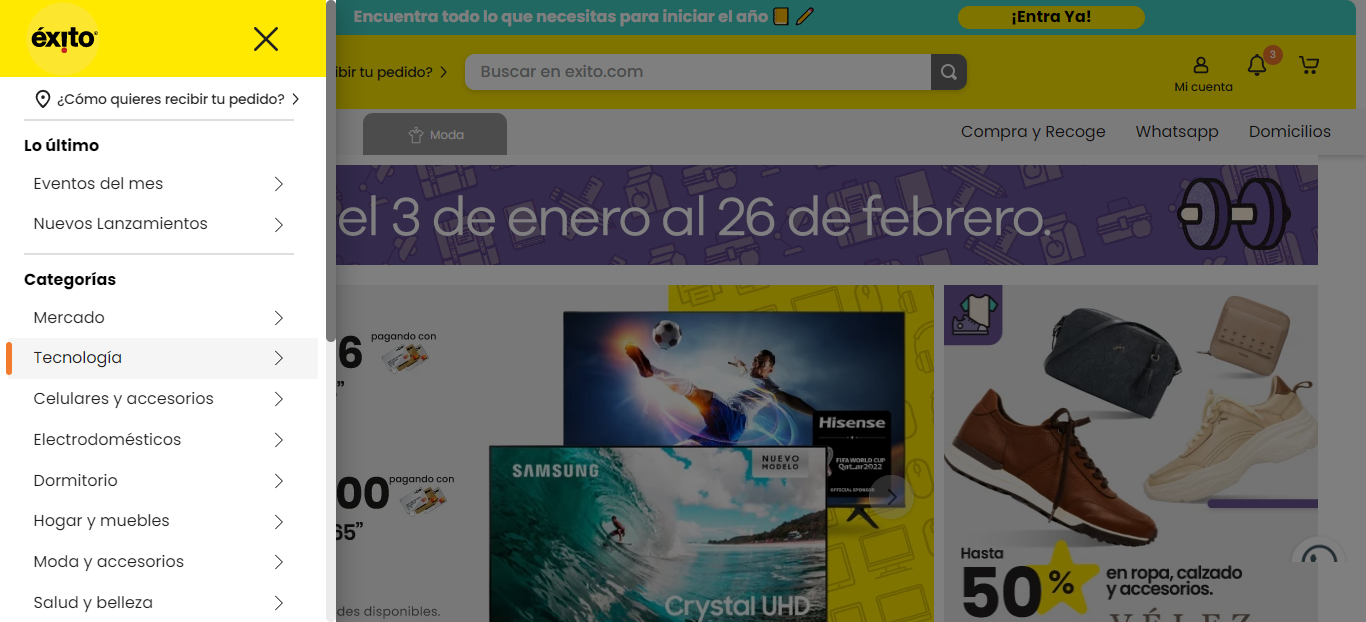 éxito
¿Cómo quieres recibir tu pedido?
Lo último
Eventos del mes
Nuevos Lanzamientos
Categorías
Mercado
Tecnología
Celulares y accesorios
Electrodomésticos
Dormitorio
Hogar y muebles
Moda y accesorios
Salud y belleza
Encuentra todo lo que necesitas para iniciar el año
¡Entra Ya!
ibir tu pedido?
Buscar en exito.com
Mi cuenta
3
Moda
Compra y Recoge
Whatsapp
Domicilios
el 3 de enero al 26 de febrero.
6
pagando con
"
00
pagando con
65”
des disponibles.
Hisense
FIFA WORLD CUP
Qatar2022
OFFICIAL SPONSOR
SAMSUNG
NUEVO
MODELO
Crystal UHD
Hasta
50%
en ropa, calzado
y accesorios.
VÉLEZ